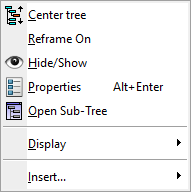 Center tree
Reframe On
Hide/Show
Properties Alt+Enter
Open Sub-Tree
Display
Insert...